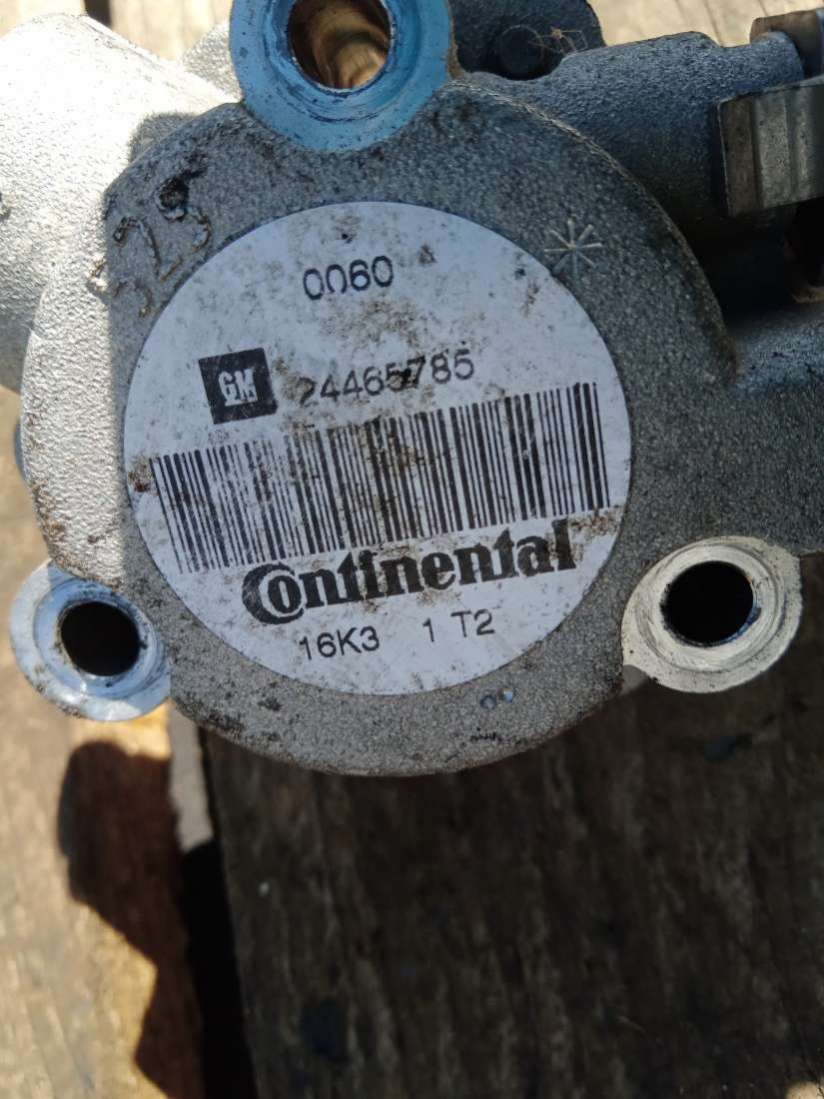 0060
GM 24465785
Continental
16K3 1 T2